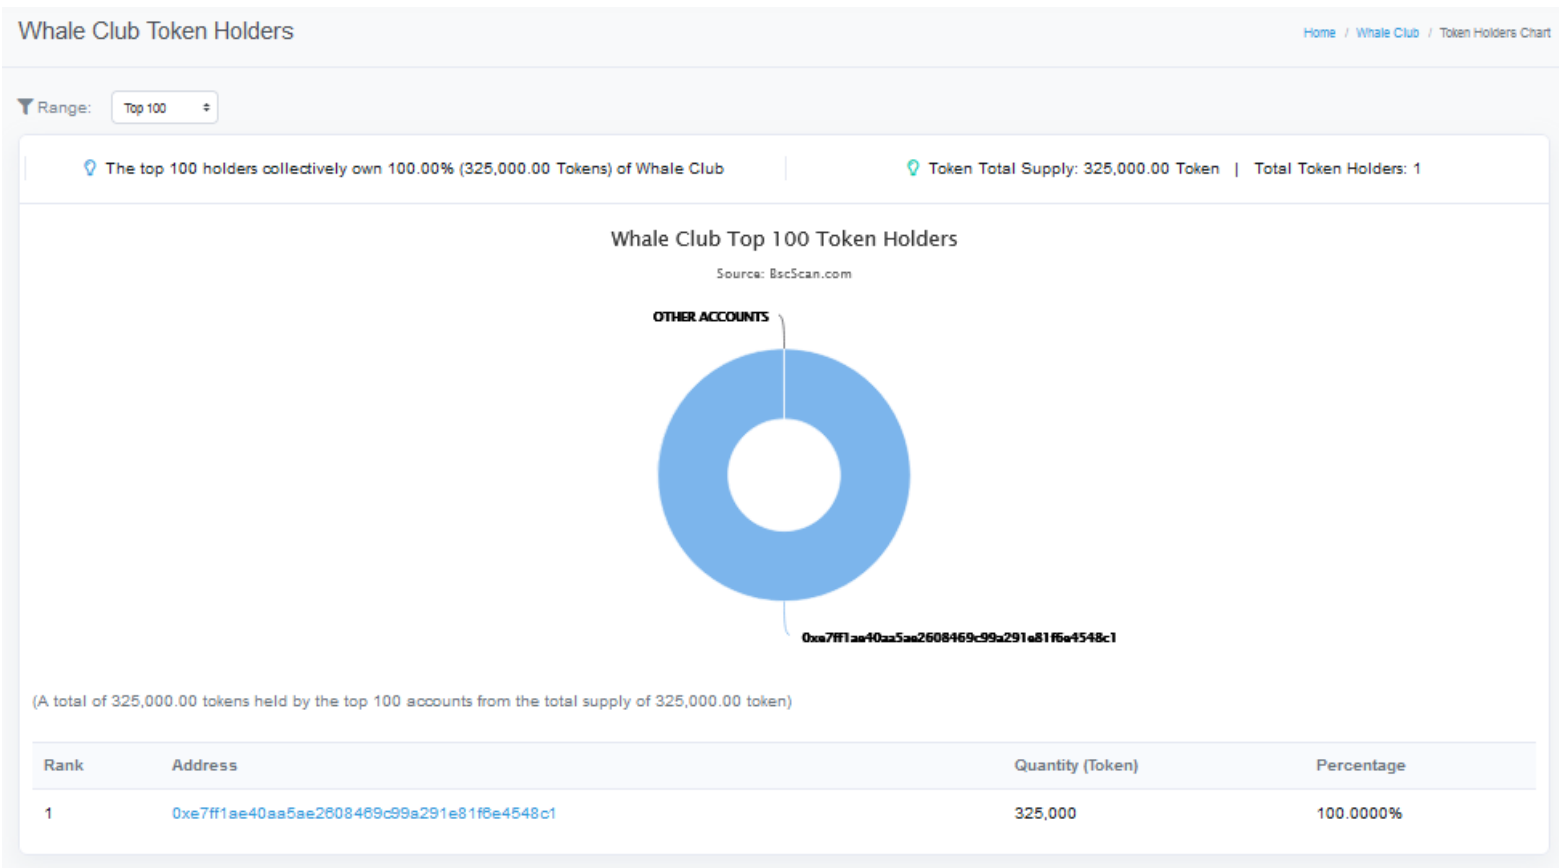 Whale Club Token Holders
Home / Whale Club / Token Holders Chart
Range: Top 100
The top 100 holders collectively own 100.00% (325,000.00 Tokens) of Whale Club
Token Total Supply: 325,000.00 Token | Total Token Holders: 1
Whale Club Top 100 Token Holders
Source: BscScan.com
OTHER ACCOUNTS
0xe7ff1ae40aa5ae2608469c99a291e81f6e4548c1
(A total of 325,000.00 tokens held by the top 100 accounts from the total supply of 325,000.00 token)
Rank Address Quantity (Token) Percentage
1 0xe7ff1ae40aa5ae2608469c99a291e81f6e4548c1 325,000 100.0000%